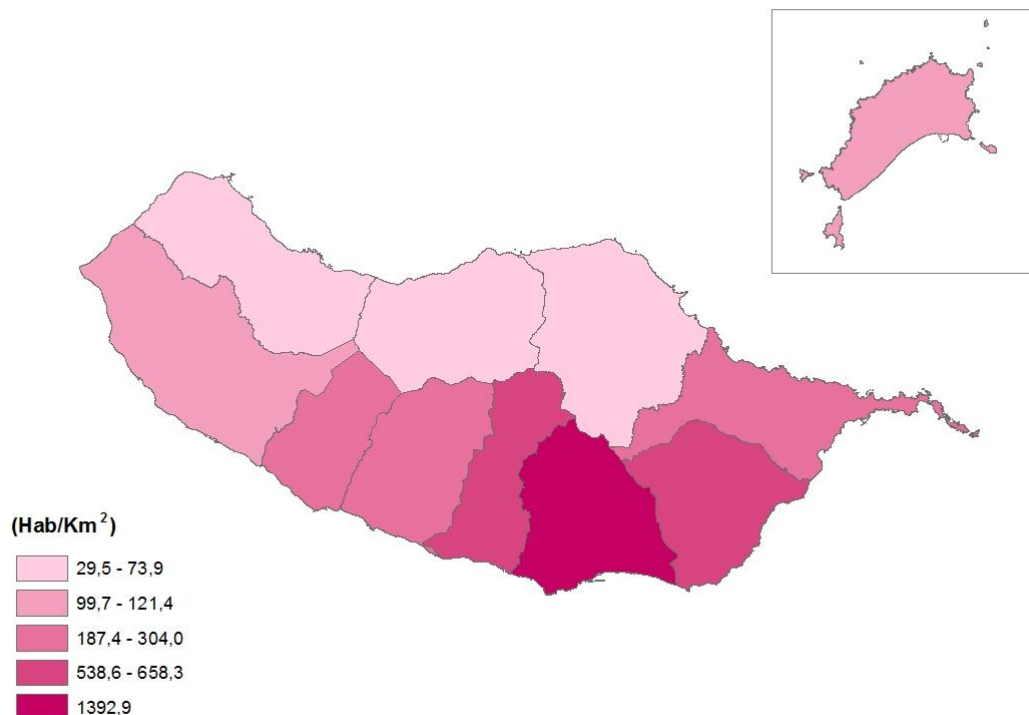 (Hab/Km²)
29,5 - 73,9
99,7 - 121,4
187,4 - 304,0
538,6 - 658,3
1392,9